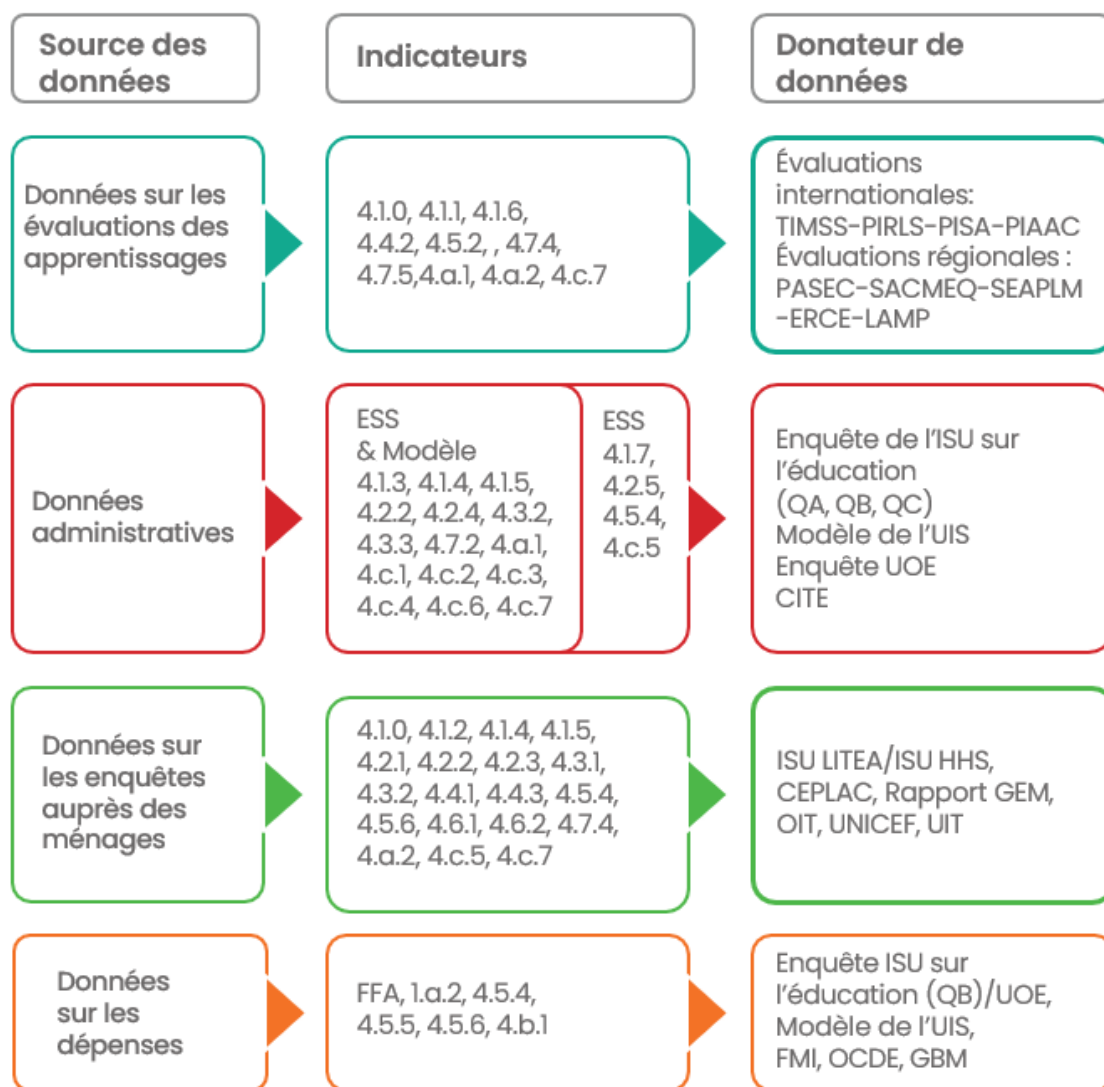 Source des
données
Indicateurs
Donateur de
données
Données sur les
évaluations des
apprentissages
4.1.0, 4.1.1, 4.1.6,
4.4.2, 4.5.2, , 4.7.4,
4.7.5,4.a.1, 4.a.2, 4.c.7
Évaluations
internationales:
TIMSS-PIRLS-PISA-PIAAC
Évaluations régionales :
PASEC-SACMEQ-SEAPLM
-ERCE-LAMP
Données
administratives
ESS
& Modèle
4.1.3, 4.1.4, 4.1.5,
4.2.2, 4.2.4, 4.3.2,
4.3.3, 4.7.2, 4.a.1,
4.c.1, 4.c.2, 4.c.3,
4.c.4, 4.c.6, 4.c.7
ESS
4.1.7,
4.2.5,
4.5.4,
4.c.5
Enquête de l'ISU sur
l'éducation
(QA, QB, QC)
Modèle de l'UIS
Enquête UOE
CITE
Données sur
les enquêtes
auprès des
ménages
4.1.0, 4.1.2, 4.1.4, 4.1.5,
4.2.1, 4.2.2, 4.2.3, 4.3.1,
4.3.2, 4.4.1, 4.4.3, 4.5.4,
4.5.6, 4.6.1, 4.6.2, 4.7.4,
4.a.2, 4.c.5, 4.c.7
ISU LITEA/ISU HHS,
CEPLAC, Rapport GEM,
OIT, UNICEF, UIT
Données
sur les
dépenses
FFA, 1.a.2, 4.5.4,
4.5.5, 4.5.6, 4.b.1
Enquête ISU sur
l'éducation (QB)/UOE,
Modèle de l'UIS,
FMI, OCDE, GBM